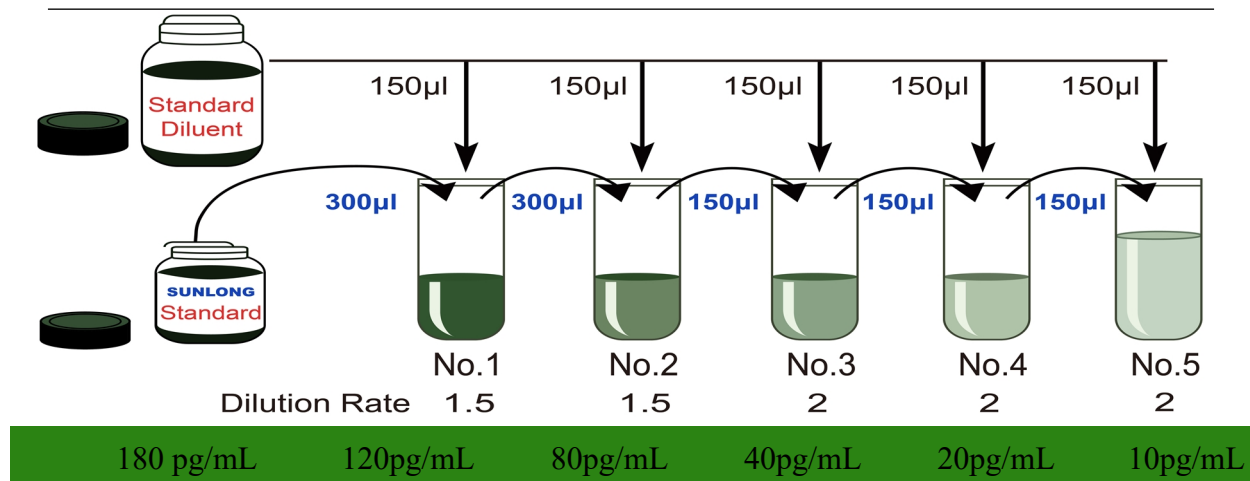 150μl 150μl 150μl 150μl 150μl
Standard
Diluent
300μl 300μl 150μl 150μl 150μl
SUNLONG
Standard
No.1 No.2 No.3 No.4 No.5
Dilution Rate 1.5 1.5 2 2 2
180 pg/mL 120pg/mL 80pg/mL 40pg/mL 20pg/mL 10pg/mL